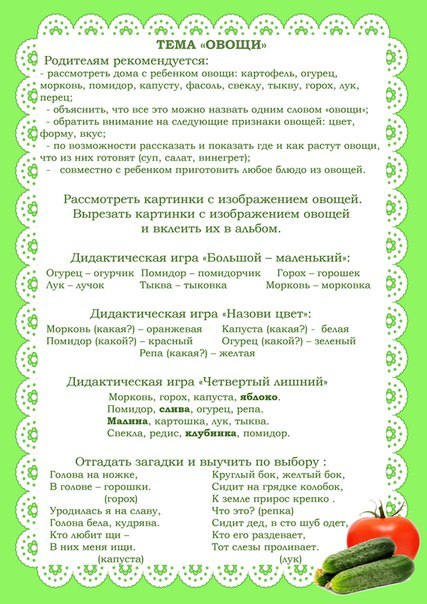 ТЕМА «ОВОЩИ»
Родителям рекомендуется:
- рассмотреть дома с ребенком овощи: картофель, огурец,
морковь, помидор, капусту, фасоль, свеклу, тыкву, горох, лук,
перец;
- объяснить, что все это можно назвать одним словом «овощи»;
- обратить внимание на следующие признаки овощей: цвет,
форму, вкус;
- по возможности рассказать и показать где и как растут овощи,
что из них готовят (суп, салат, винегрет);
- совместно с ребенком приготовить любое блюдо из овощей.
Рассмотреть картинки с изображением овощей.
Вырезать картинки с изображением овощей
и вклеить их в альбом.
Дидактическая игра «Большой – маленький»:
Огурец – огурчик Помидор – помидорчик Горох – горошек
Лук – лучок Тыква – тыковка Морковь – морковка
Дидактическая игра «Назови цвет»:
Морковь (какая?) – оранжевая Капуста (какая?) - белая
Помидор (какой?) – красный Огурец (какой?) – зеленый
Репа (какая?) – желтая
Дидактическая игра «Четвертый лишний»
Морковь, горох, капуста, яблоко.
Помидор, слива, огурец, репа.
Малина, картошка, лук, тыква.
Свекла, редис, клубника, помидор.
Отгадать загадки и выучить по выбору :
Голова на ножке,
В голове – горошки.
(горох)
Уродилась я на славу,
Голова бела, кудрява.
Кто любит щи –
В них меня ищи.
(капуста)
Круглый бок, желтый бок,
Сидит на грядке колобок,
К земле прирос крепко .
Что это? (репка)
Сидит дед, в сто шуб одет,
Кто его раздевает,
Тот слезы проливает.
(лук)